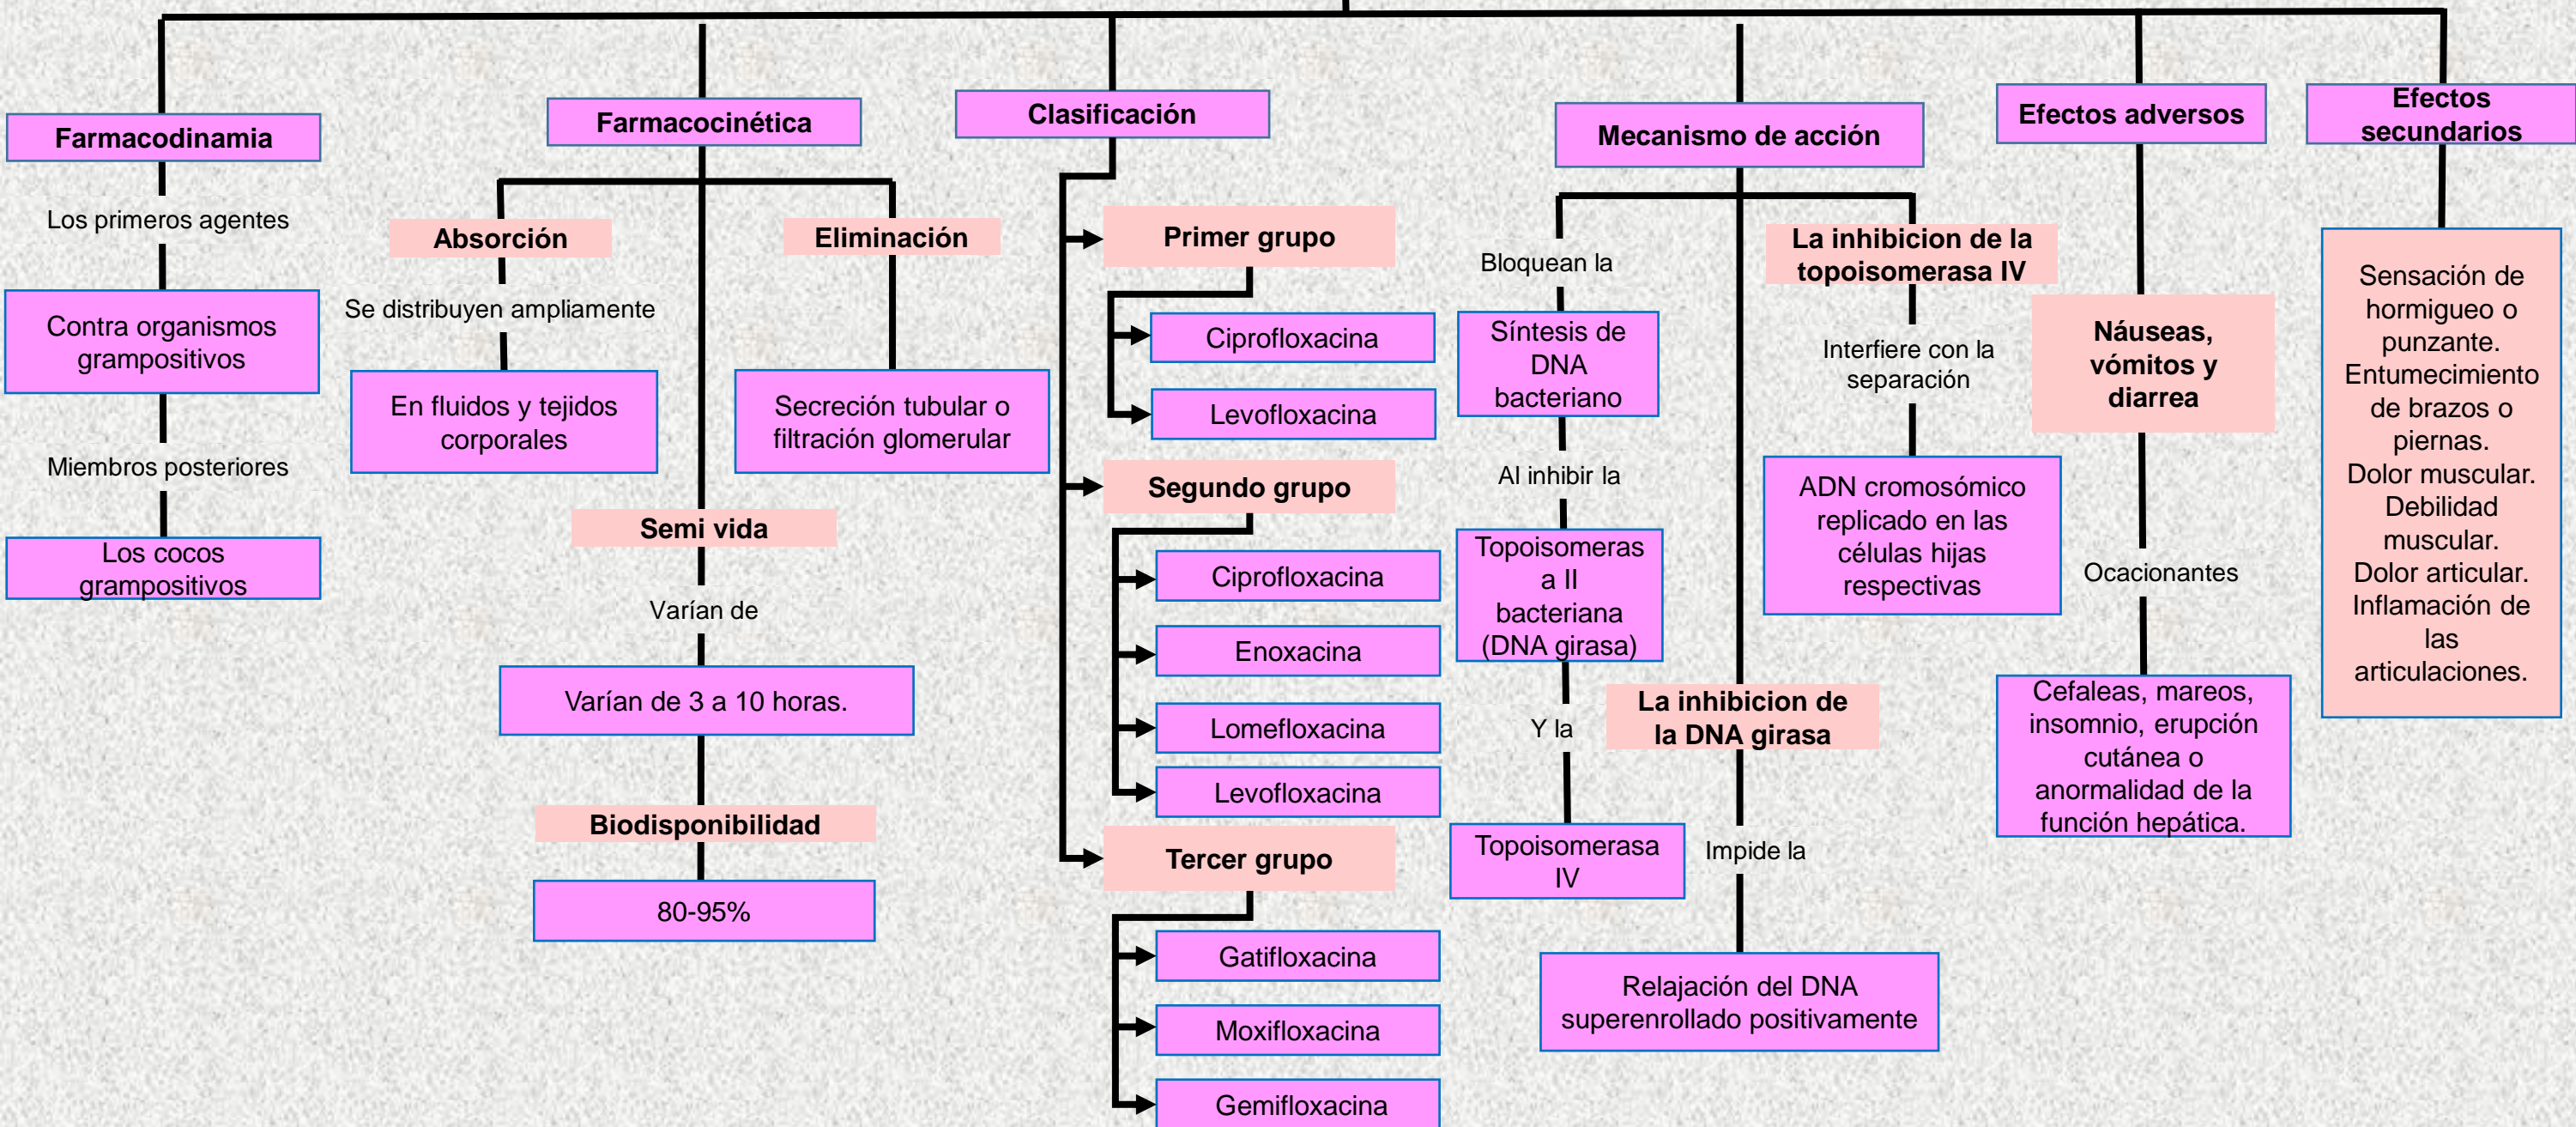 Farmacodinamia
Los primeros agentes
Contra organismos
grampositivos
Miembros posteriores
Los cocos
grampositivos
Farmacocinética
Absorción
Se distribuyen ampliamente
En fluidos y tejidos
corporales
Eliminación
Secreción tubular o
filtración glomerular
Semi vida
Varían de
Varían de 3 a 10 horas.
Biodisponibilidad
80-95%
Clasificación
Primer grupo
Ciprofloxacina
Levofloxacina
Segundo grupo
Ciprofloxacina
Enoxacina
Lomefloxacina
Levofloxacina
Tercer grupo
Gatifloxacina
Moxifloxacina
Gemifloxacina
Mecanismo de acción
Bloquean la
Síntesis de
DNA
bacteriano
Al inhibir la
Topoisomeras
a II
bacteriana
(DNA girasa)
Y la
Topoisomerasa
IV
La inhibicion de
la DNA girasa
Impide la
Relajación del DNA
superenrollado positivamente
La inhibicion de la
topoisomerasa IV
Interfiere con la
separación
ADN cromosómico
replicado en las
células hijas
respectivas
Efectos adversos
Náuseas,
vómitos y
diarrea
Ocacionantes
Cefaleas, mareos,
insomnio, erupción
cutánea o
anormalidad de la
función hepática.
Efectos
secundarios
Sensación de
hormigueo o
punzante.
Entumecimiento
de brazos o
piernas.
Dolor muscular.
Debilidad
muscular.
Dolor articular.
Inflamación de
las
articulaciones.